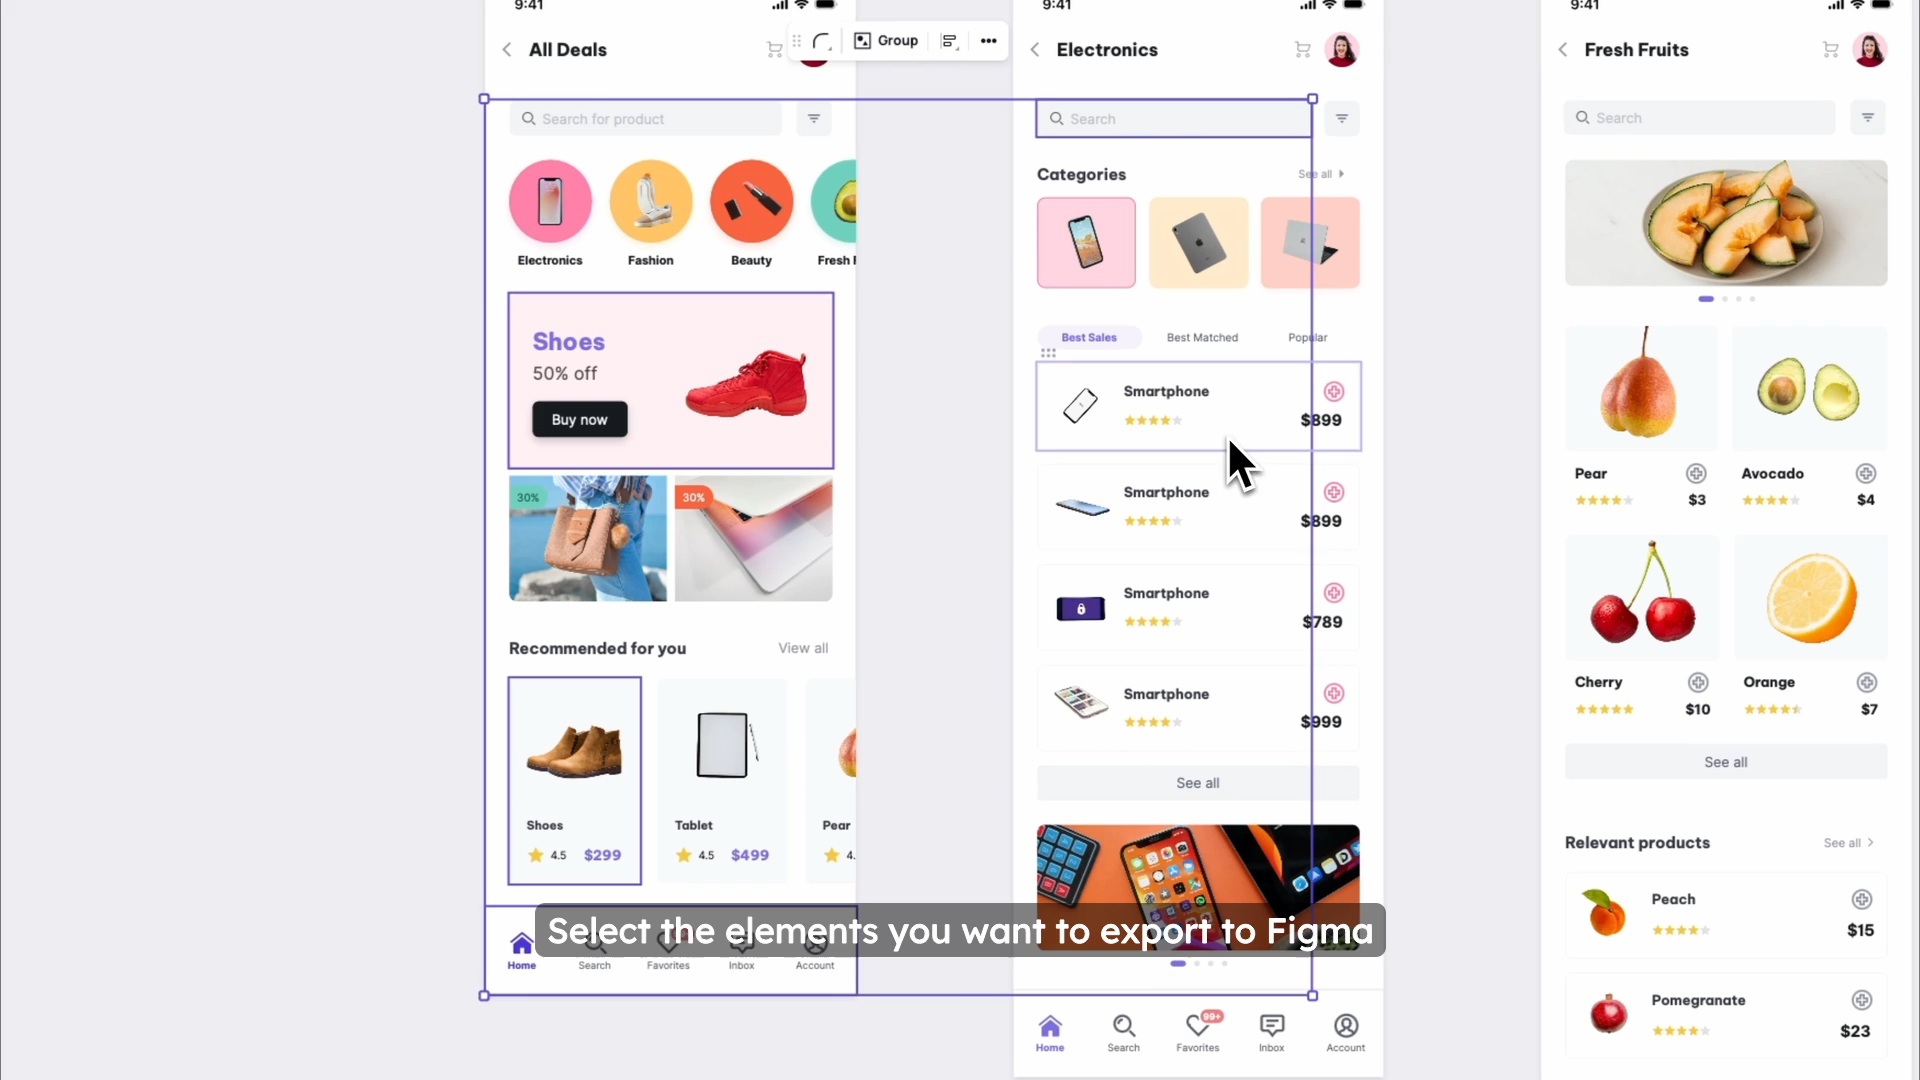 9:41
All Deals
Group
Search for product
Electronics
Fashion
Beauty
Fresh F
Shoes
50% off
Buy now
30%
30%
Recommended for you
View all
Shoes
4.5
$299
Tablet
4.5
$499
Pear
4.
Home
Search
Favorites
Inbox
Account
9:41
Electronics
Search
Categories
See all
Best Sales
Best Matched
Popular
Smartphone
$899
Smartphone
$899
Smartphone
$789
Smartphone
$999
See all
Select the elements you want to export to Figma
99+
Home
Search
Favorites
Inbox
Account
9:41
Fresh Fruits
Search
Pear
$3
Avocado
$4
Cherry
$10
Orange
$7
See all
Relevant products
See all
Peach
$15
Pomegranate
$23